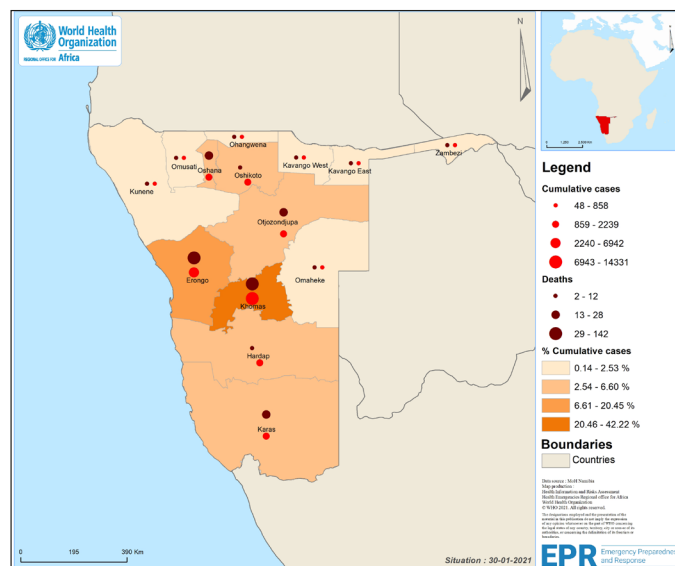 World Health
Organization
REGIONAL OFFICE FOR Africa
N
Ohangwena
Omusati
Oshana
Oshikoto
Kavango West
Kavango East
Zambezi
Kunene
Otjozondjupa
Erongo
Khomas
Omaheke
Hardap
Karas
0 195 390 Km
Situation : 30-01-2021
N
Legend
Cumulative cases
48 - 858
859 - 2239
2240 - 6942
6943 - 14331
Deaths
2 - 12
13 - 28
29 - 142
% Cumulative cases
0.14 - 2.53 %
2.54 - 6.60 %
6.61 - 20.45 %
20.46 - 42.22 %
Boundaries
Countries
Data source : MoH Namibia
Map production :
Health Information and Risks Assessment
Health Emergencies Regional office for Africa
World Health Organization
© WHO 2021. All rights reserved.
EPR Emergency Preparedness
and Response